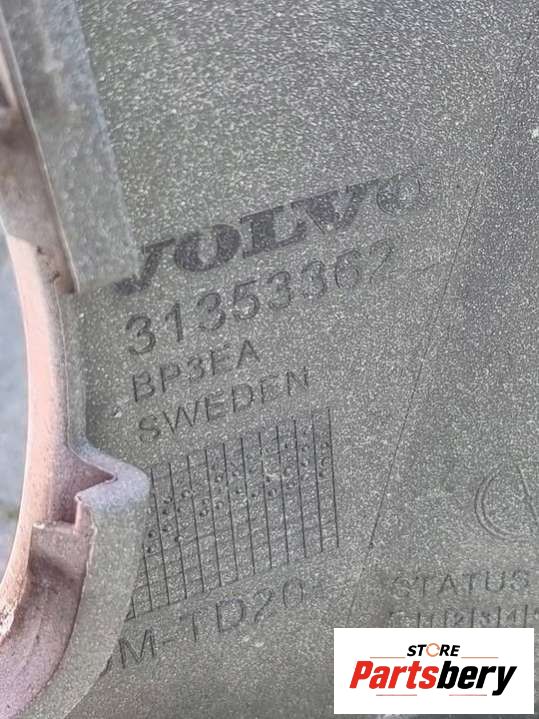 VOLVO
31353362
BP3EA
SWEDEN
STATUS
STORE
Partsbery